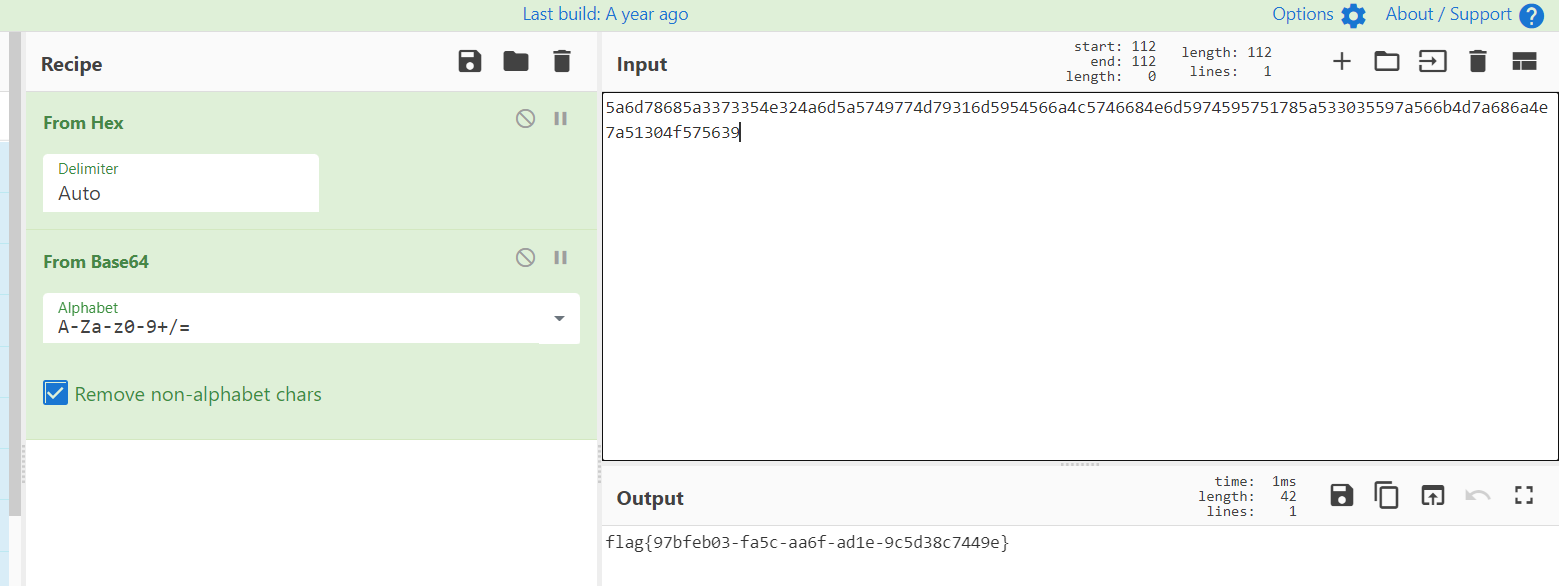 Last build: A year ago
Options
About / Support
?
Recipe
From Hex
Delimiter
Auto
From Base64
Alphabet
A-Za-z0-9+/=
Remove non-alphabet chars
Input
start: 112
end: 112
length: 0
length: 112
lines: 1
5a6d78685a3373354e324a6d5a5749774d79316d5954566a4c5746684e6d5974595751785a533035597a566b4d7a686a4e
7a51304f575639
Output
time: 1ms
length: 42
lines: 1
flag{97bfeb03-fa5c-aa6f-ad1e-9c5d38c7449e}